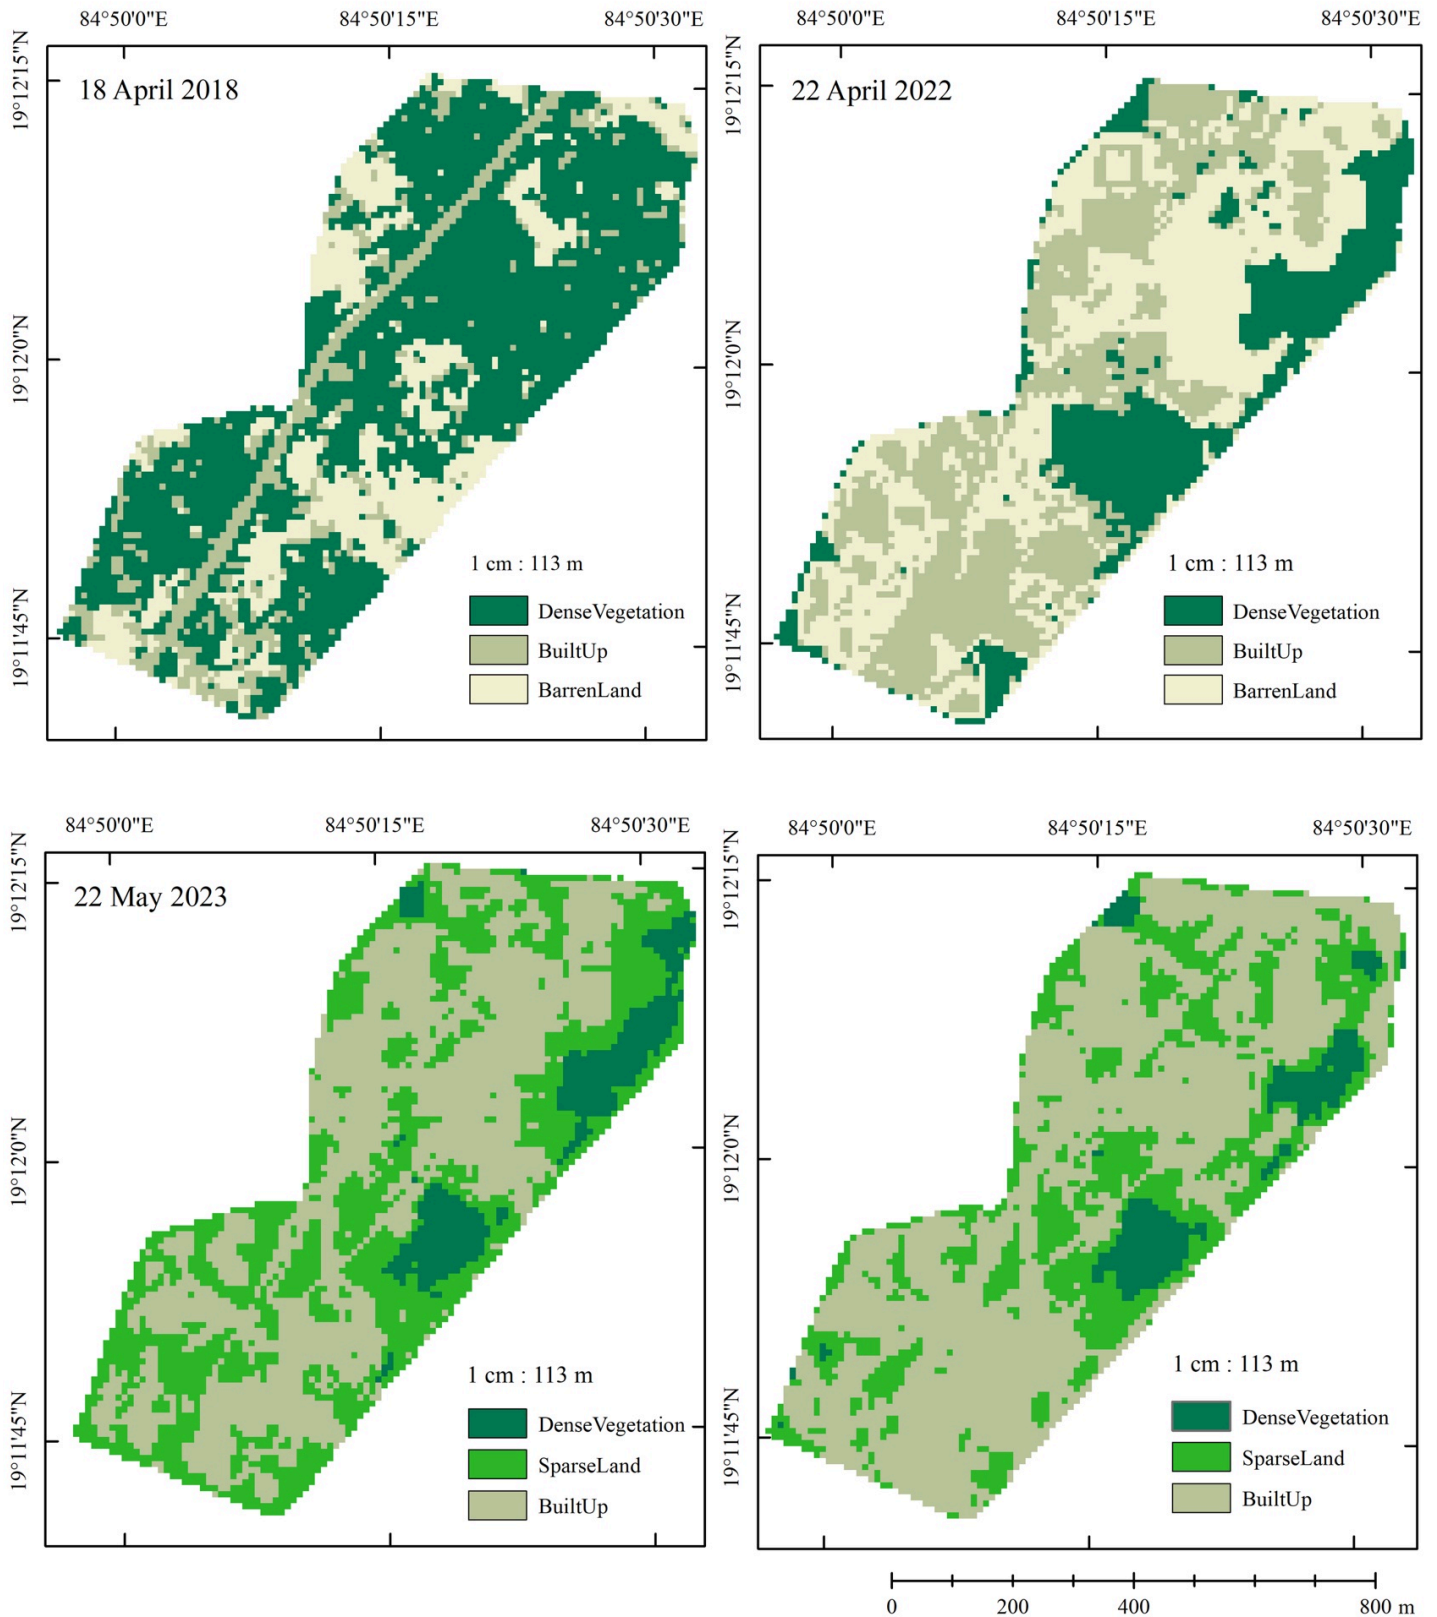 84°50'0"E 84°50'15"E 84°50'30"E
19°12'15"N
19°12'0"N
19°11'45"N
18 April 2018
1 cm : 113 m
DenseVegetation
BuiltUp
BarrenLand
84°50'0"E 84°50'15"E 84°50'30"E
19°12'15"N
19°12'0"N
19°11'45"N
22 April 2022
1 cm : 113 m
DenseVegetation
BuiltUp
BarrenLand
84°50'0"E 84°50'15"E 84°50'30"E
19°12'15"N
19°12'0"N
19°11'45"N
22 May 2023
1 cm : 113 m
DenseVegetation
SparseLand
BuiltUp
84°50'0"E 84°50'15"E 84°50'30"E
19°12'15"N
19°12'0"N
19°11'45"N
1 cm : 113 m
DenseVegetation
SparseLand
BuiltUp
0 200 400 800 m